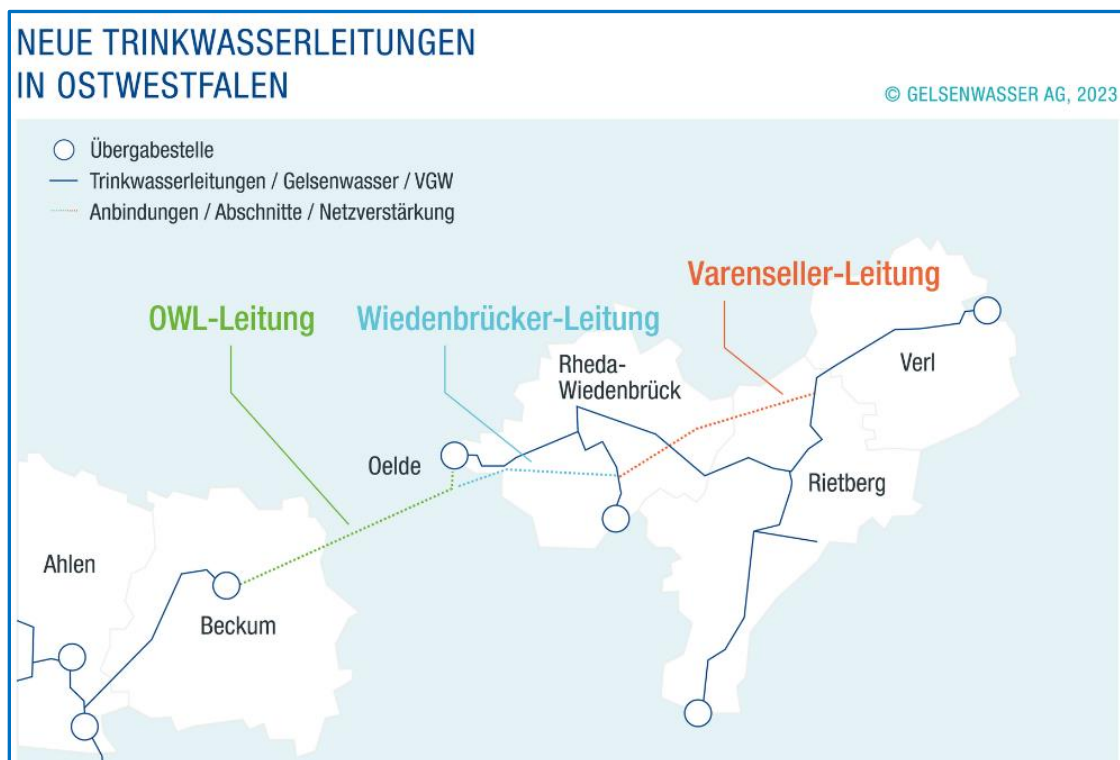 NEUE TRINKWASSERLEITUNGEN
IN OSTWESTFALEN
© GELSENWASSER AG, 2023
Übergabestelle
Trinkwasserleitungen / Gelsenwasser / VGW
Anbindungen / Abschnitte / Netzverstärkung
Varenseller-Leitung
OWL-Leitung
Wiedenbrücker-Leitung
Rheda-
Wiedenbrück
Verl
Oelde
Rietberg
Ahlen
Beckum